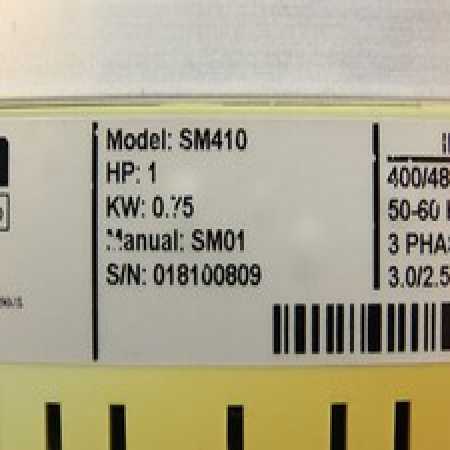 Model: SM410
HP: 1
KW: 0.75
Manual: SM01
S/N: 018100809
400/48
50-60
3 PHA
3.0/2.5